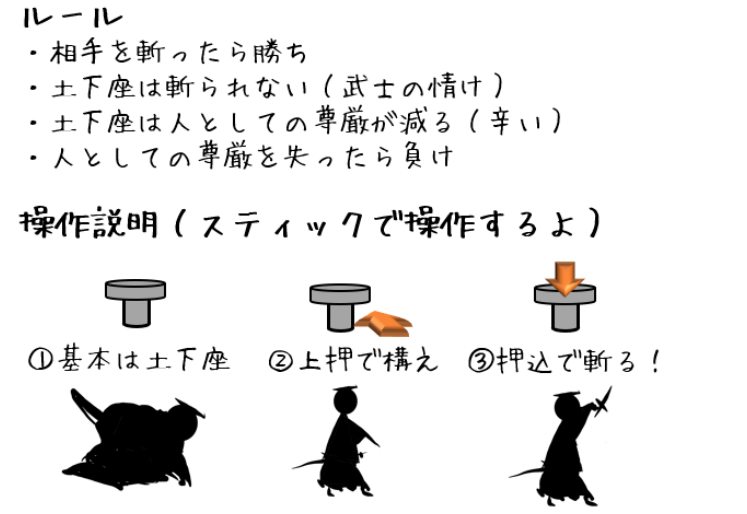 ルール
・相手を斬ったら勝ち
・土下座は斬られない(武士の情け)
・土下座は人としての尊厳が減る(辛い)
・人としての尊厳を失ったら負け
操作説明(スティックで操作するよ)
①基本は土下座 ②上押で構え ③押込で斬る!